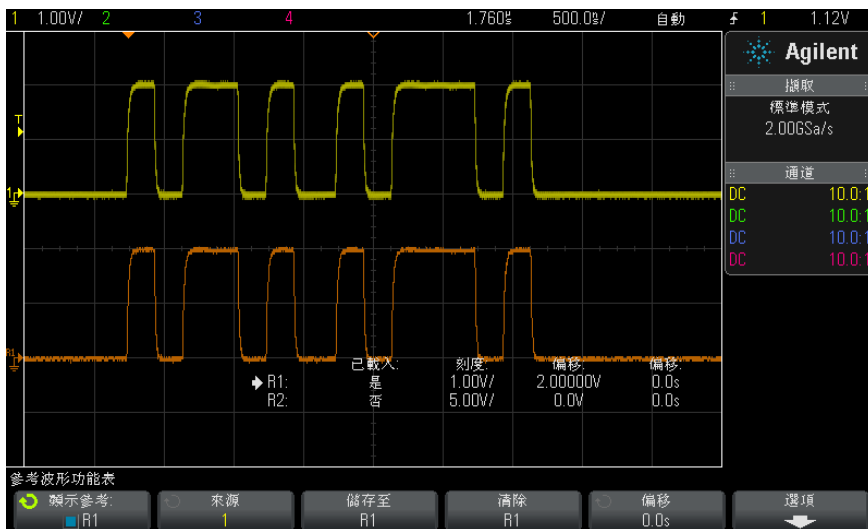 1 1.00V/ 2 3 4 1.760µs 500.0ns/ 自動 1 1.12V
Agilent
擷取
標準模式
2.00GSa/s
通道
DC 10.0:1
DC 10.0:1
DC 10.0:1
DC 10.0:1
T
1
R1
已載入: 刻度: 偏移: 偏移:
R1: 是 1.00V/ 2.00000V 0.0s
R2: 否 5.00V/ 0.0V 0.0s
參考波形功能表
顯示參考: 來源 儲存至 清除 偏移 選項
R1 1 R1 R1 0.0s